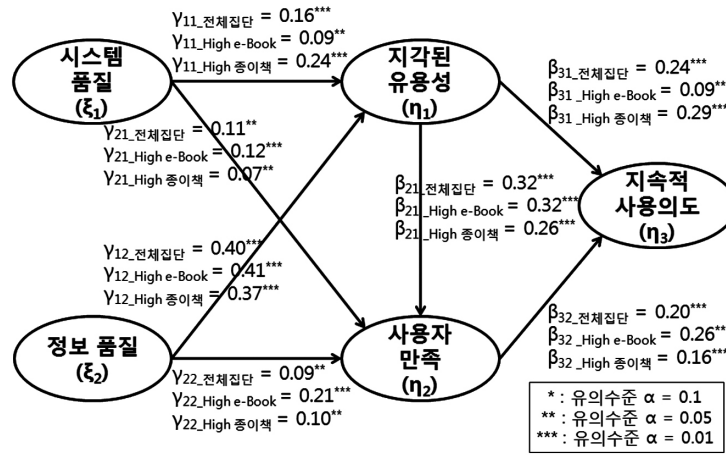 γ11_전체집단 = 0.16***
γ11_High e-Book = 0.09**
γ11_High 종이책 = 0.24***
시스템
품질
(ξ1)
지각된
유용성
(η1)
β31_전체집단 = 0.24***
β31_High e-Book = 0.09**
β31_High 종이책 = 0.29***
γ21_전체집단 = 0.11**
γ21_High e-Book = 0.12***
γ21_High 종이책 = 0.07**
β21_전체집단 = 0.32***
β21_High e-Book = 0.32***
β21_High 종이책 = 0.26***
지속적
사용의도
(η3)
γ12_전체집단 = 0.40***
γ12_High e-Book = 0.41***
γ12_High 종이책 = 0.37***
정보 품질
(ξ2)
사용자
만족
(η2)
β32_전체집단 = 0.20***
β32_High e-Book = 0.26**
β32_High 종이책 = 0.16***
γ22_전체집단 = 0.09**
γ22_High e-Book = 0.21***
γ22_High 종이책 = 0.10**
* : 유의수준 α = 0.1
** : 유의수준 α = 0.05
*** : 유의수준 α = 0.01